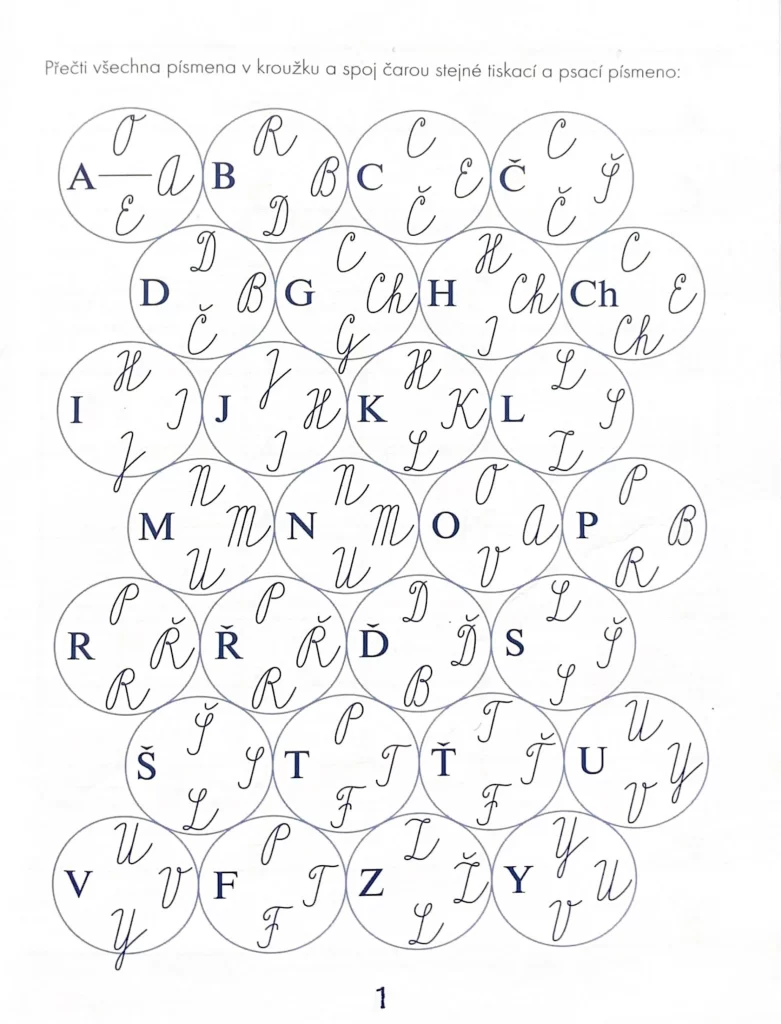 Přečti všechna písmena v kroužku a spoj čarou stejné tiskací a psací písmeno:
O R C C
A A B B C E Č Š
E D Č Č
D C H C
D B G Ch H Ch Ch E
Č G I Ch
H J H L
I I J H K K L S
J I L Z
N N O P
M M N M O A P B
U U V R
P P D L
R Ř Ř Ř Ď Ď S Š
R R B S
Š P T U
Š S T T Ť Ť U Y
L F F V
U P Z Y
V V F T Z Ž Y U
Y F L V
1